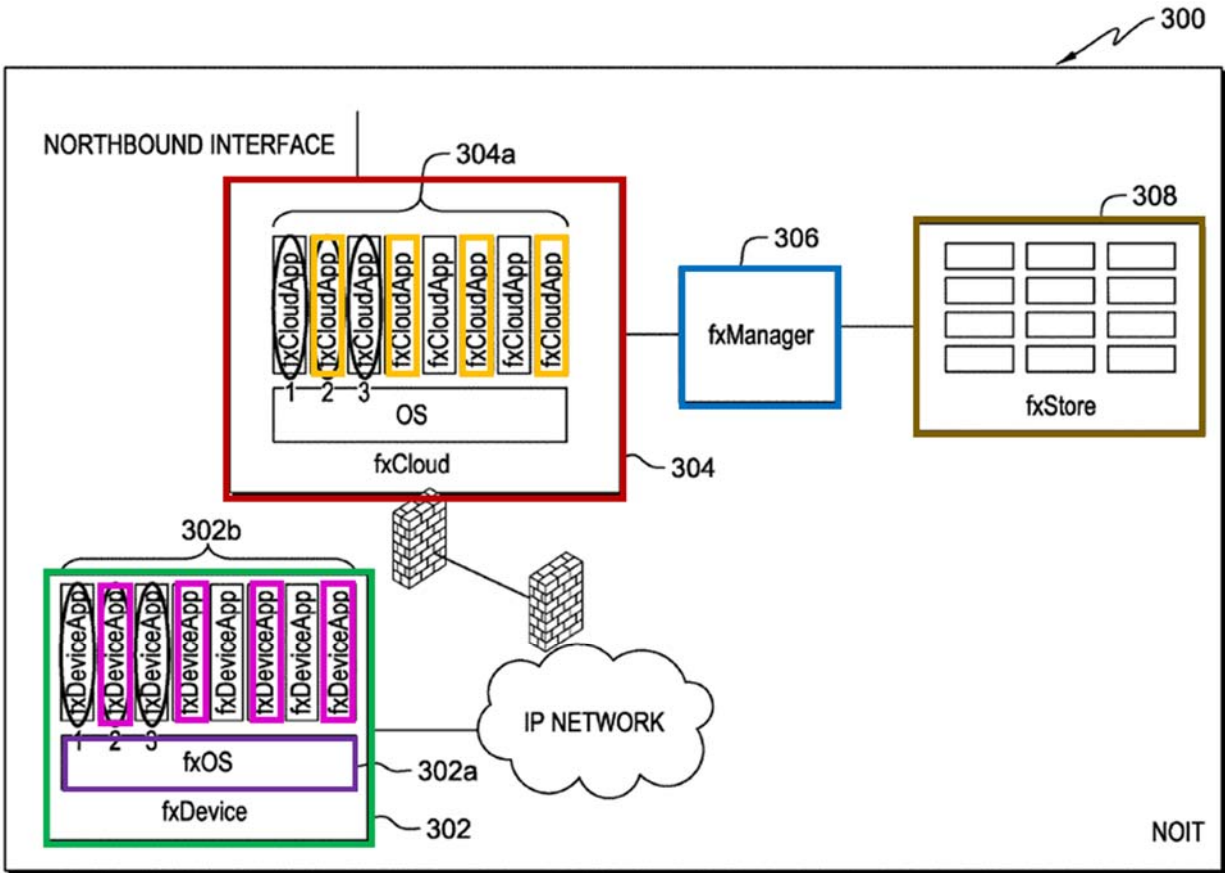 300
NORTHBOUND INTERFACE
304a
308
306
fxCloudApp
fxCloudApp
fxCloudApp
fxCloudApp
fxCloudApp
fxCloudApp
fxCloudApp
fxCloudApp
1 2 3
OS
fxCloud
304
fxManager
fxStore
302b
fxDeviceApp
fxDeviceApp
fxDeviceApp
fxDeviceApp
fxDeviceApp
fxDeviceApp
fxDeviceApp
fxDeviceApp
1 2 3
fxOS
302a
fxDevice
302
IP NETWORK
NOIT